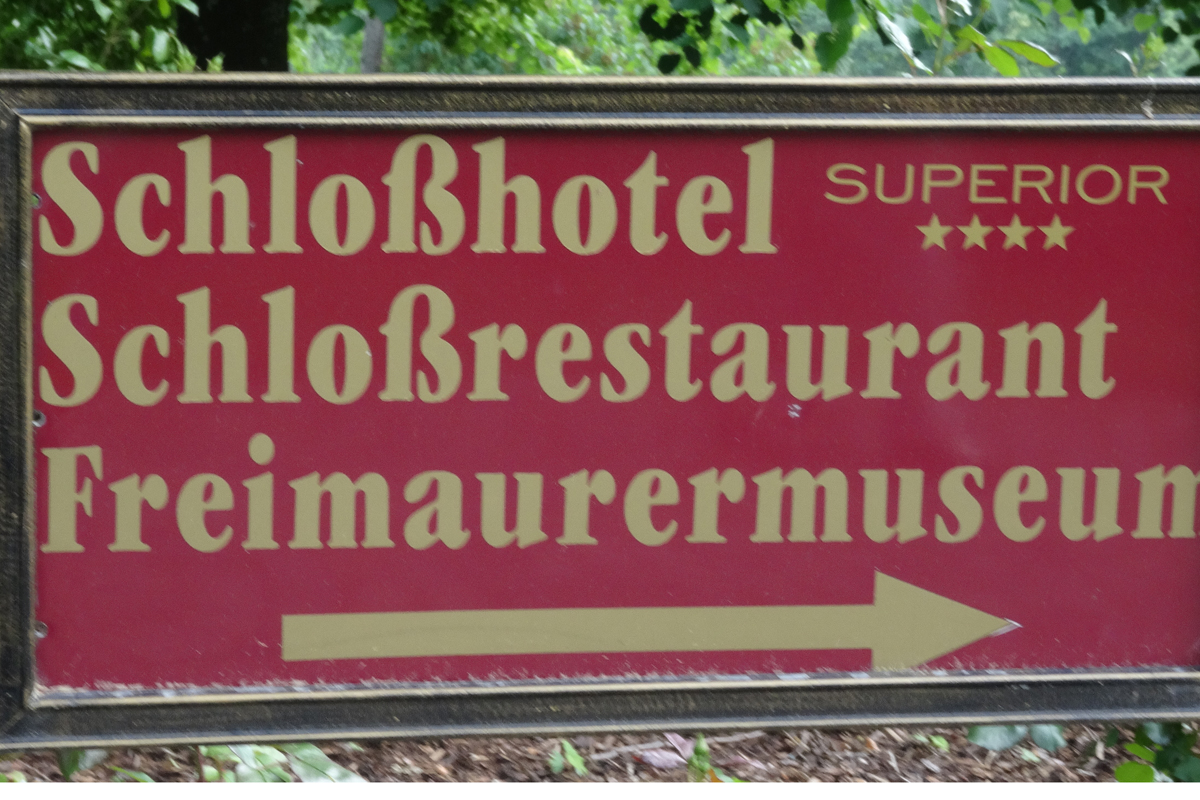 Schloßhotel SUPERIOR
★★★★
Schloßrestaurant
Freimaurermuseum